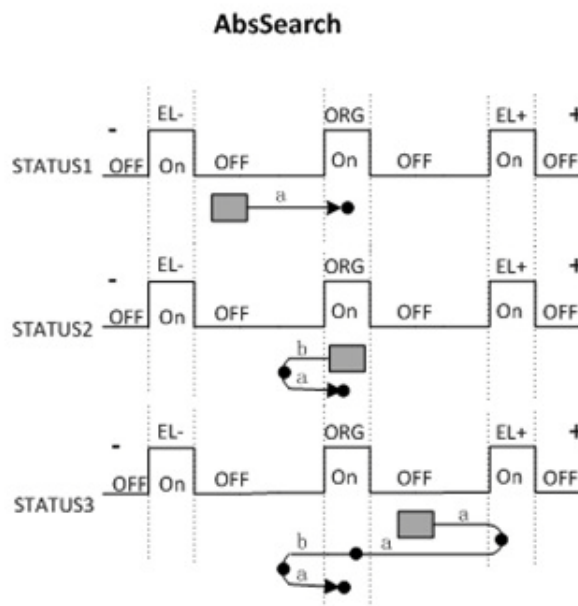 AbsSearch
EL- ORG EL+
- +
STATUS1 OFF On OFF On OFF On OFF
a
EL- ORG EL+
- +
STATUS2 OFF On OFF On OFF On OFF
b
a
EL- ORG EL+
- +
STATUS3 OFF On OFF On OFF On OFF
a
b a
a